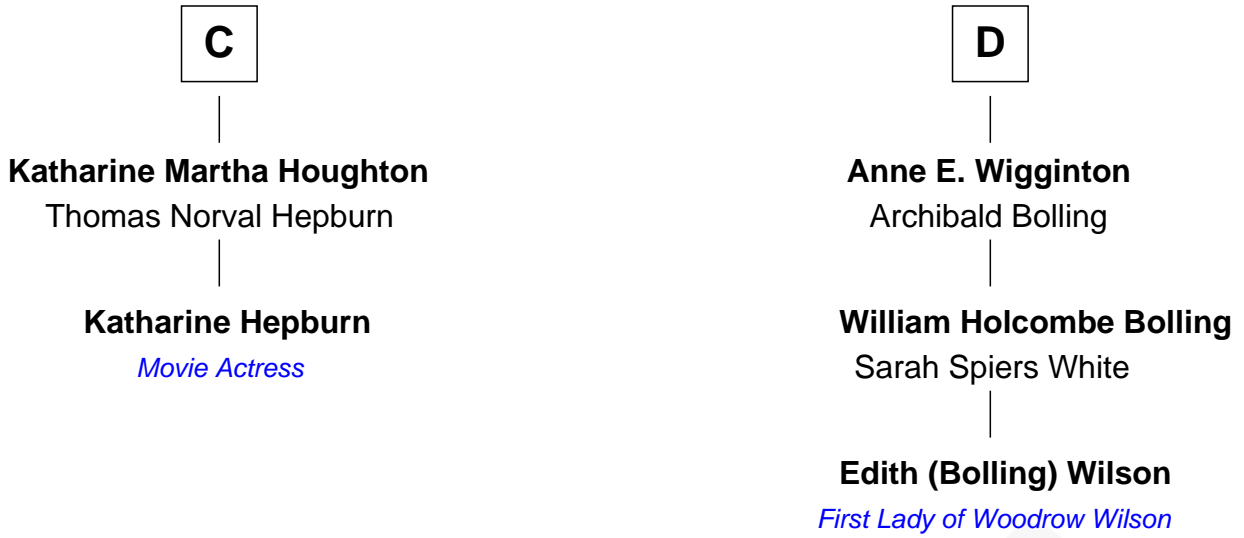 C
Katharine Martha Houghton
Thomas Norval Hepburn
Katharine Hepburn
Movie Actress
D
Anne E. Wigginton
Archibald Bolling
William Holcombe Bolling
Sarah Spiers White
Edith (Bolling) Wilson
First Lady of Woodrow Wilson